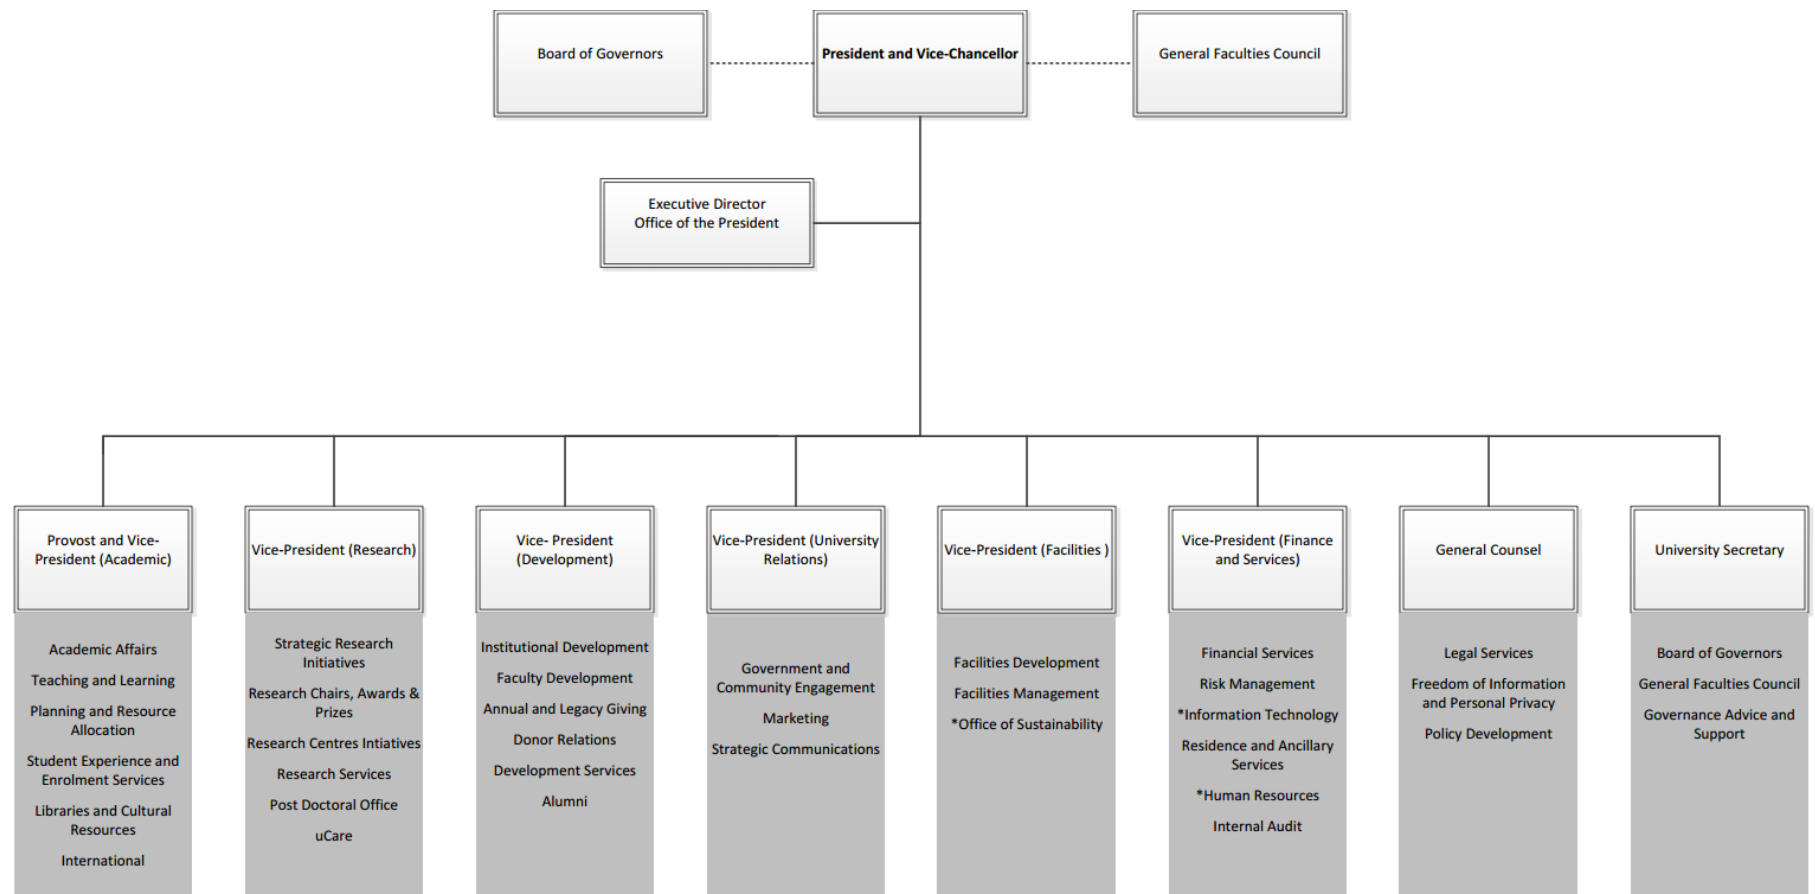 Board of Governors
President and Vice-Chancellor
General Faculties Council
Executive Director
Office of the President
Provost and Vice-
President (Academic)
Academic Affairs
Teaching and Learning
Planning and Resource
Allocation
Student Experience and
Enrolment Services
Libraries and Cultural
Resources
International
Vice-President (Research)
Strategic Research
Initiatives
Research Chairs, Awards &
Prizes
Research Centres Intiatives
Research Services
Post Doctoral Office
uCare
Vice- President
(Development)
Institutional Development
Faculty Development
Annual and Legacy Giving
Donor Relations
Development Services
Alumni
Vice-President (University
Relations)
Government and
Community Engagement
Marketing
Strategic Communications
Vice-President (Facilities )
Facilities Development
Facilities Management
*Office of Sustainability
Vice-President (Finance
and Services)
Financial Services
Risk Management
*Information Technology
Residence and Ancillary
Services
*Human Resources
Internal Audit
General Counsel
Legal Services
Freedom of Information
and Personal Privacy
Policy Development
University Secretary
Board of Governors
General Faculties Council
Governance Advice and
Support